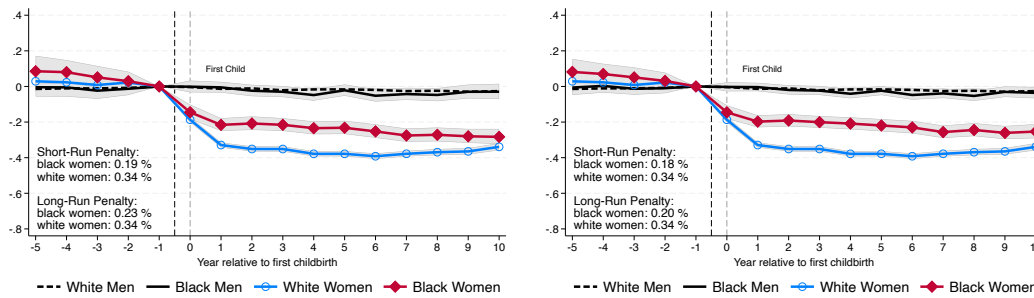 .4
.2
0
-.2
-.4
-.6
-.8
First Child
Short-Run Penalty:
black women: 0.19 %
white women: 0.34 %
Long-Run Penalty:
black women: 0.23 %
white women: 0.34 %
-5 -4 -3 -2 -1 0 1 2 3 4 5 6 7 8 9 10
Year relative to first childbirth
White Men Black Men White Women Black Women
.4
.2
0
-.2
-.4
-.6
-.8
First Child
Short-Run Penalty:
black women: 0.18 %
white women: 0.34 %
Long-Run Penalty:
black women: 0.20 %
white women: 0.34 %
-5 -4 -3 -2 -1 0 1 2 3 4 5 6 7 8 9 10
Year relative to first childbirth
White Men Black Men White Women Black Women